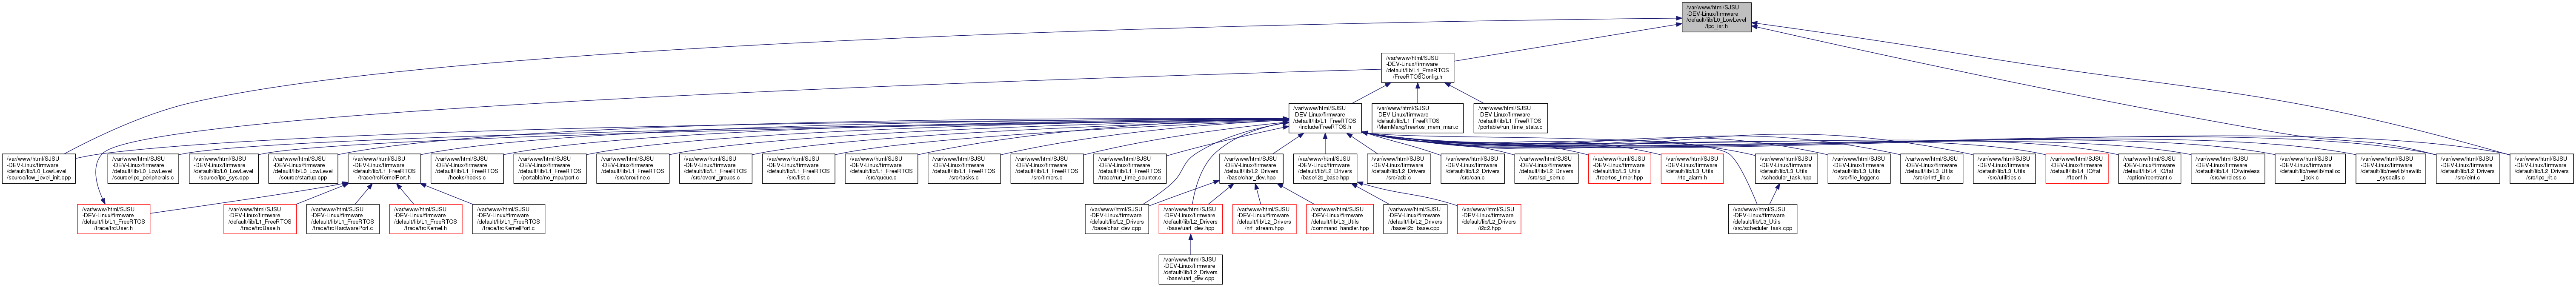 /var/www/html/SJSU
-DEV-Linux/firmware
/default/lib/L0_LowLevel
/lpc_isr.h
/var/www/html/SJSU
-DEV-Linux/firmware
/default/lib/L1_FreeRTOS
/FreeRTOSConfig.h
/var/www/html/SJSU
-DEV-Linux/firmware
/default/lib/L1_FreeRTOS
/include/FreeRTOS.h
/var/www/html/SJSU
-DEV-Linux/firmware
/default/lib/L1_FreeRTOS
/MemMang/freertos_mem_man.c
/var/www/html/SJSU
-DEV-Linux/firmware
/default/lib/L1_FreeRTOS
/portable/run_time_stats.c
/var/www/html/SJSU
-DEV-Linux/firmware
/default/lib/L0_LowLevel
/source/low_level_init.cpp
/var/www/html/SJSU
-DEV-Linux/firmware
/default/lib/L0_LowLevel
/source/lpc_peripherals.c
/var/www/html/SJSU
-DEV-Linux/firmware
/default/lib/L0_LowLevel
/source/lpc_sys.cpp
/var/www/html/SJSU
-DEV-Linux/firmware
/default/lib/L0_LowLevel
/source/startup.cpp
/var/www/html/SJSU
-DEV-Linux/firmware
/default/lib/L1_FreeRTOS
/trace/trcKernelPort.h
/var/www/html/SJSU
-DEV-Linux/firmware
/default/lib/L1_FreeRTOS
/hooks/hooks.c
/var/www/html/SJSU
-DEV-Linux/firmware
/default/lib/L1_FreeRTOS
/portable/no_mpu/port.c
/var/www/html/SJSU
-DEV-Linux/firmware
/default/lib/L1_FreeRTOS
/src/croutine.c
/var/www/html/SJSU
-DEV-Linux/firmware
/default/lib/L1_FreeRTOS
/src/event_groups.c
/var/www/html/SJSU
-DEV-Linux/firmware
/default/lib/L1_FreeRTOS
/src/list.c
/var/www/html/SJSU
-DEV-Linux/firmware
/default/lib/L1_FreeRTOS
/src/queue.c
/var/www/html/SJSU
-DEV-Linux/firmware
/default/lib/L1_FreeRTOS
/src/tasks.c
/var/www/html/SJSU
-DEV-Linux/firmware
/default/lib/L1_FreeRTOS
/src/timers.c
/var/www/html/SJSU
-DEV-Linux/firmware
/default/lib/L1_FreeRTOS
/trace/run_time_counter.c
/var/www/html/SJSU
-DEV-Linux/firmware
/default/lib/L2_Drivers
/base/char_dev.hpp
/var/www/html/SJSU
-DEV-Linux/firmware
/default/lib/L2_Drivers
/base/i2c_base.hpp
/var/www/html/SJSU
-DEV-Linux/firmware
/default/lib/L2_Drivers
/src/adc.c
/var/www/html/SJSU
-DEV-Linux/firmware
/default/lib/L2_Drivers
/src/can.c
/var/www/html/SJSU
-DEV-Linux/firmware
/default/lib/L2_Drivers
/src/spi_sem.c
/var/www/html/SJSU
-DEV-Linux/firmware
/default/lib/L3_Utils
/freertos_timer.hpp
/var/www/html/SJSU
-DEV-Linux/firmware
/default/lib/L3_Utils
/rtc_alarm.h
/var/www/html/SJSU
-DEV-Linux/firmware
/default/lib/L3_Utils
/scheduler_task.hpp
/var/www/html/SJSU
-DEV-Linux/firmware
/default/lib/L3_Utils
/src/file_logger.c
/var/www/html/SJSU
-DEV-Linux/firmware
/default/lib/L3_Utils
/src/printf_lib.c
/var/www/html/SJSU
-DEV-Linux/firmware
/default/lib/L3_Utils
/src/utilities.c
/var/www/html/SJSU
-DEV-Linux/firmware
/default/lib/L4_IO/fat
/ffconf.h
/var/www/html/SJSU
-DEV-Linux/firmware
/default/lib/L4_IO/fat
/option/reentrant.c
/var/www/html/SJSU
-DEV-Linux/firmware
/default/lib/L4_IO/wireless
/src/wireless.c
/var/www/html/SJSU
-DEV-Linux/firmware
/default/lib/newlib/malloc
_lock.c
/var/www/html/SJSU
-DEV-Linux/firmware
/default/lib/newlib/newlib
_syscalls.c
/var/www/html/SJSU
-DEV-Linux/firmware
/default/lib/L2_Drivers
/src/eint.c
/var/www/html/SJSU
-DEV-Linux/firmware
/default/lib/L2_Drivers
/src/lpc_rit.c
/var/www/html/SJSU
-DEV-Linux/firmware
/default/lib/L1_FreeRTOS
/trace/trcUser.h
/var/www/html/SJSU
-DEV-Linux/firmware
/default/lib/L1_FreeRTOS
/trace/trcBase.h
/var/www/html/SJSU
-DEV-Linux/firmware
/default/lib/L1_FreeRTOS
/trace/trcHardwarePort.c
/var/www/html/SJSU
-DEV-Linux/firmware
/default/lib/L1_FreeRTOS
/trace/trcKernel.h
/var/www/html/SJSU
-DEV-Linux/firmware
/default/lib/L1_FreeRTOS
/trace/trcKernelPort.c
/var/www/html/SJSU
-DEV-Linux/firmware
/default/lib/L2_Drivers
/base/char_dev.cpp
/var/www/html/SJSU
-DEV-Linux/firmware
/default/lib/L2_Drivers
/base/uart_dev.hpp
/var/www/html/SJSU
-DEV-Linux/firmware
/default/lib/L2_Drivers
/nrf_stream.hpp
/var/www/html/SJSU
-DEV-Linux/firmware
/default/lib/L3_Utils
/command_handler.hpp
/var/www/html/SJSU
-DEV-Linux/firmware
/default/lib/L2_Drivers
/base/i2c_base.cpp
/var/www/html/SJSU
-DEV-Linux/firmware
/default/lib/L2_Drivers
/i2c2.hpp
/var/www/html/SJSU
-DEV-Linux/firmware
/default/lib/L3_Utils
/src/scheduler_task.cpp
/var/www/html/SJSU
-DEV-Linux/firmware
/default/lib/L2_Drivers
/base/uart_dev.cpp